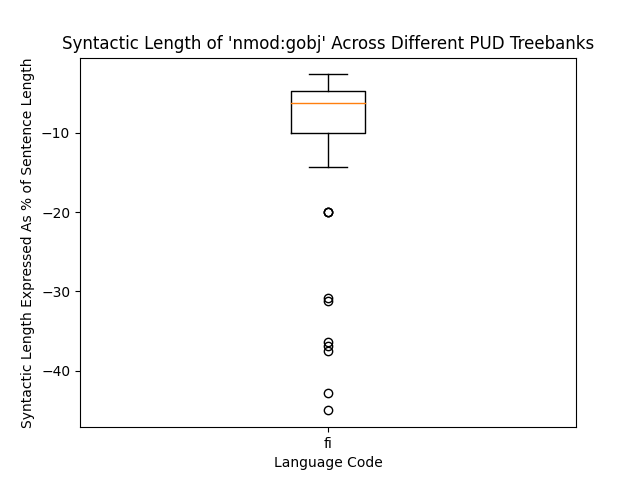 Syntactic Length of 'nmod:gobj' Across Different PUD Treebanks
Syntactic Length Expressed As % of Sentence Length
−10
−20
−30
−40
fi
Language Code